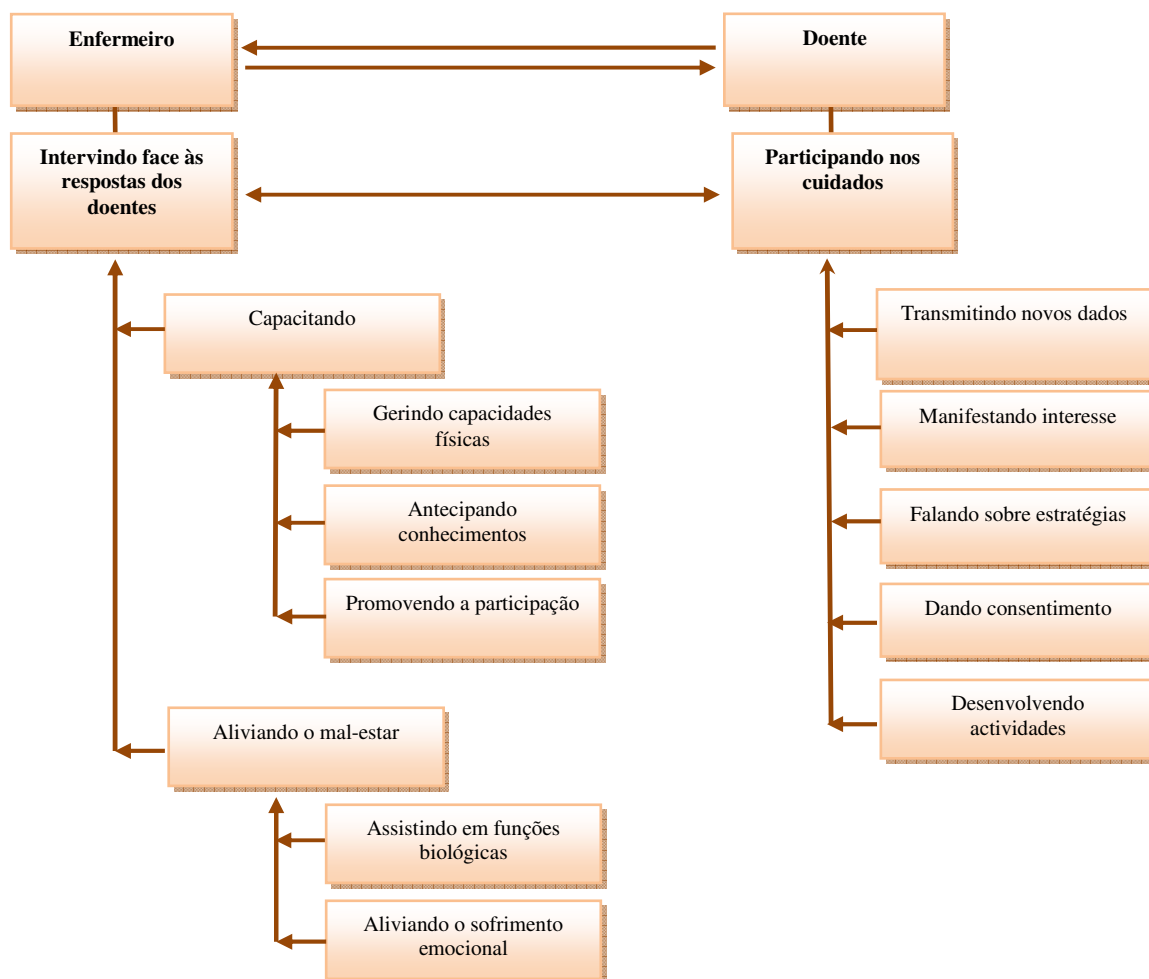 Enfermeiro
Doente
Intervindo face às
respostas dos
doentes
Participando nos
cuidados
Capacitando
Transmitindo novos dados
Gerindo capacidades
físicas
Manifestando interesse
Antecipando
conhecimentos
Falando sobre estratégias
Promovendo a participação
Dando consentimento
Aliviando o mal-estar
Desenvolvendo
actividades
Assistindo em funções
biológicas
Aliviando o sofrimento
emocional